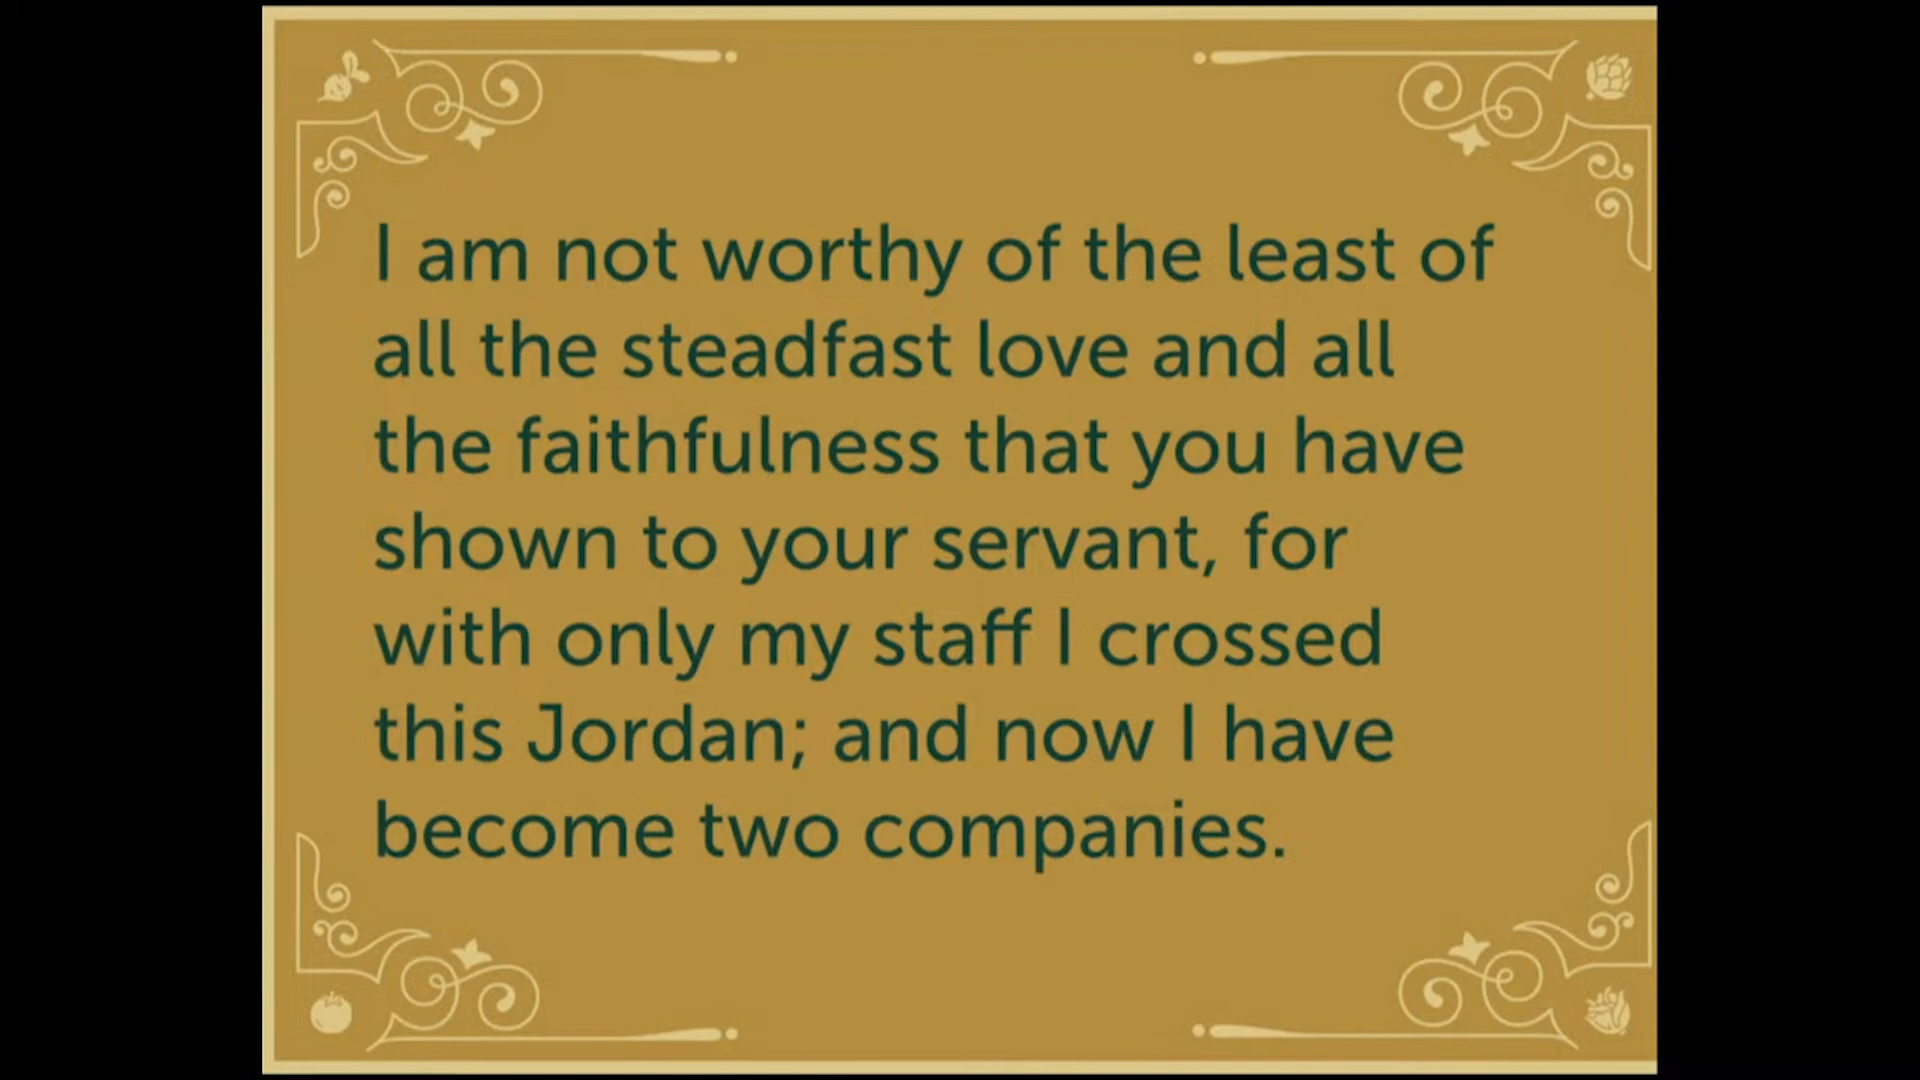 I am not worthy of the least of
all the steadfast love and all
the faithfulness that you have
shown to your servant, for
with only my staff I crossed
this Jordan; and now I have
become two companies.